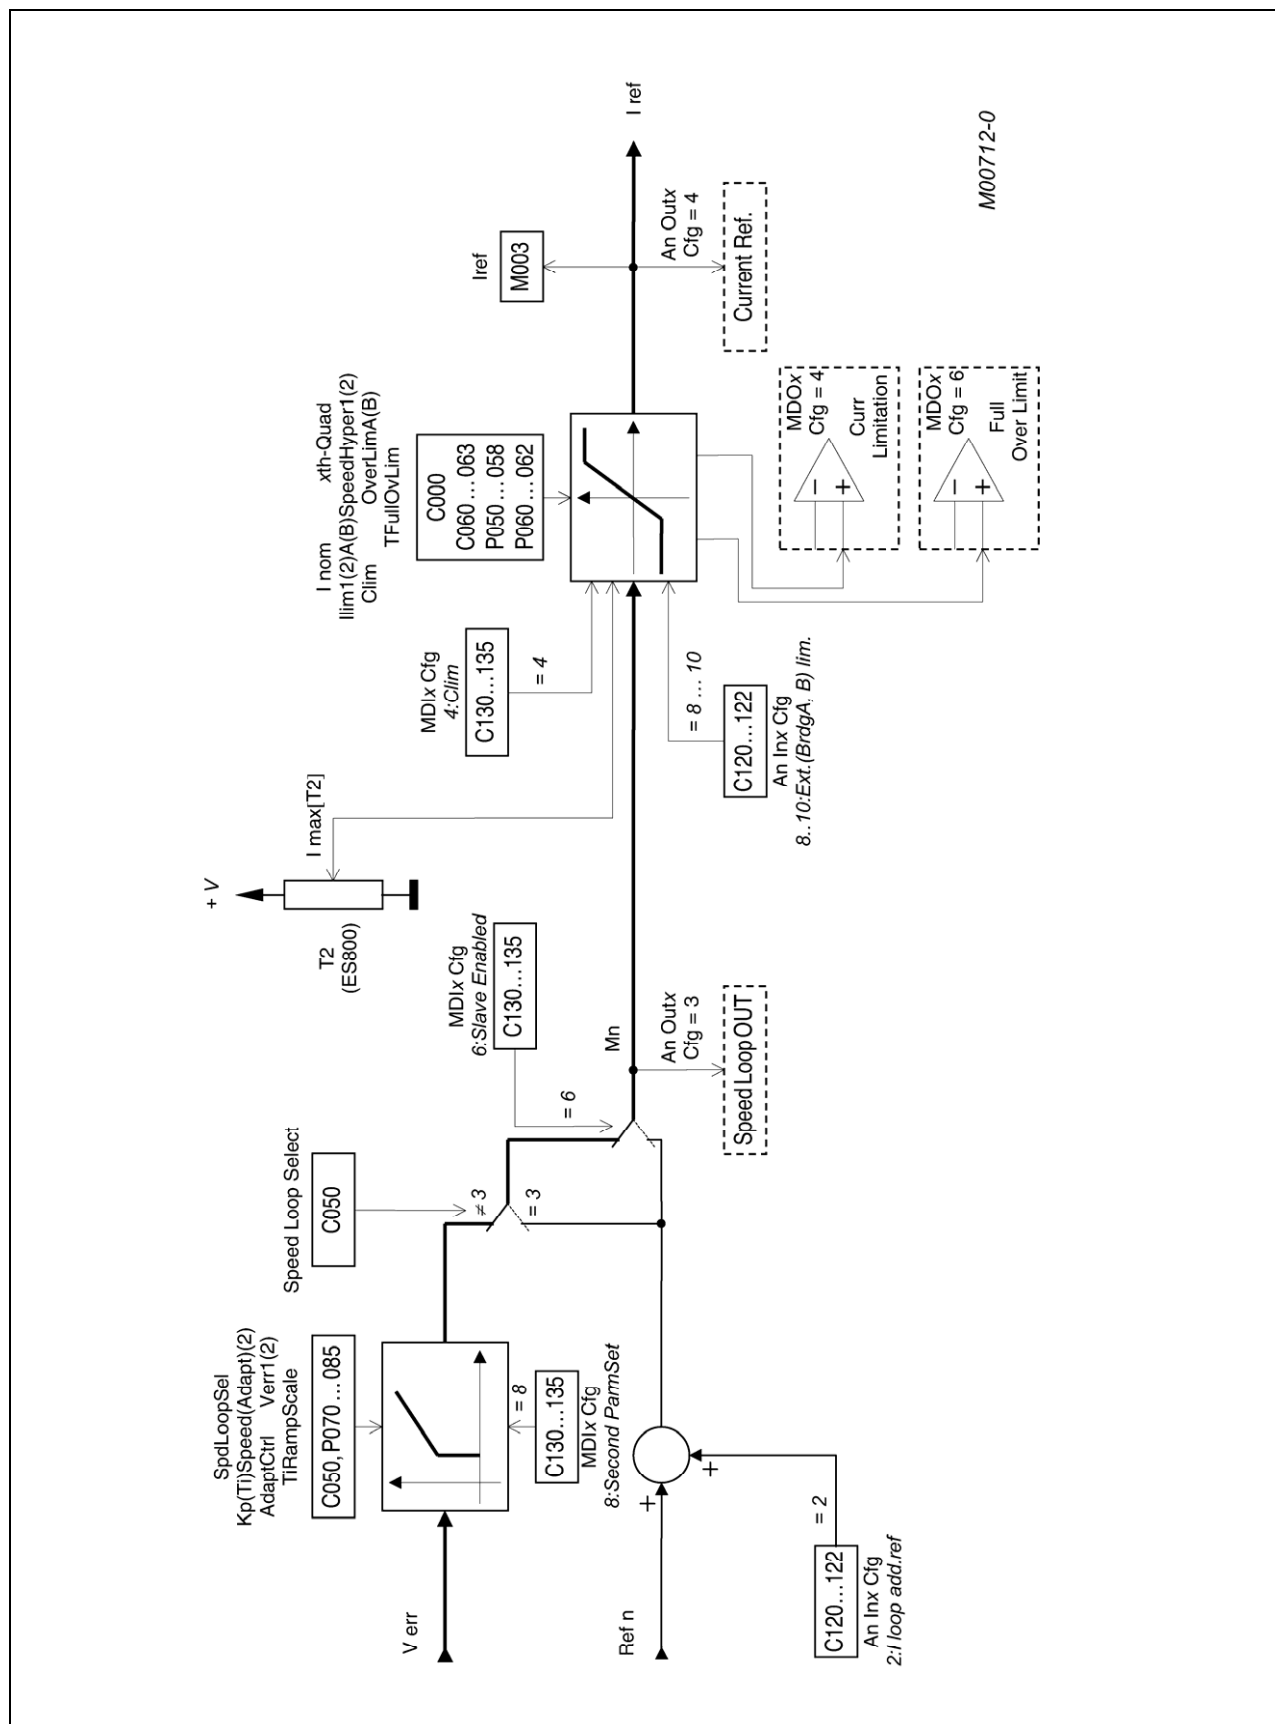 V err
SpdLoopSel
Kp(Ti)Speed(Adapt)(2)
AdaptCtrl Verr1(2)
TiRampScale
C050, P070 ... 085
= 8
C130...135
MDIx Cfg
8:Second ParmSet
Speed Loop Select
C050
≠ 3
= 3
Ref n
+
+
= 2
C120...122
An Inx Cfg
2:I loop add.ref
MDIx Cfg
6:Slave Enabled
C130...135
= 6
Mn
An Outx
Cfg = 3
Speed Loop OUT
+ V
T2
(ES800)
I max[T2]
MDIx Cfg
4:Clim
C130...135
= 4
= 8 ... 10
C120...122
An Inx Cfg
8..10:Ext.(BrdgA, B) lim.
I nom xth-Quad
Ilim1(2)A(B)SpeedHyper1(2)
Clim OverLimA(B)
TFullOvLim
C000
C060 ... 063
P050 ... 058
P060 ... 062
MDOx
Cfg = 4
−
+
Curr
Limitation
MDOx
Cfg = 6
−
+
Full
Over Limit
Iref
M003
An Outx
Cfg = 4
Current Ref.
I ref
M00712-0